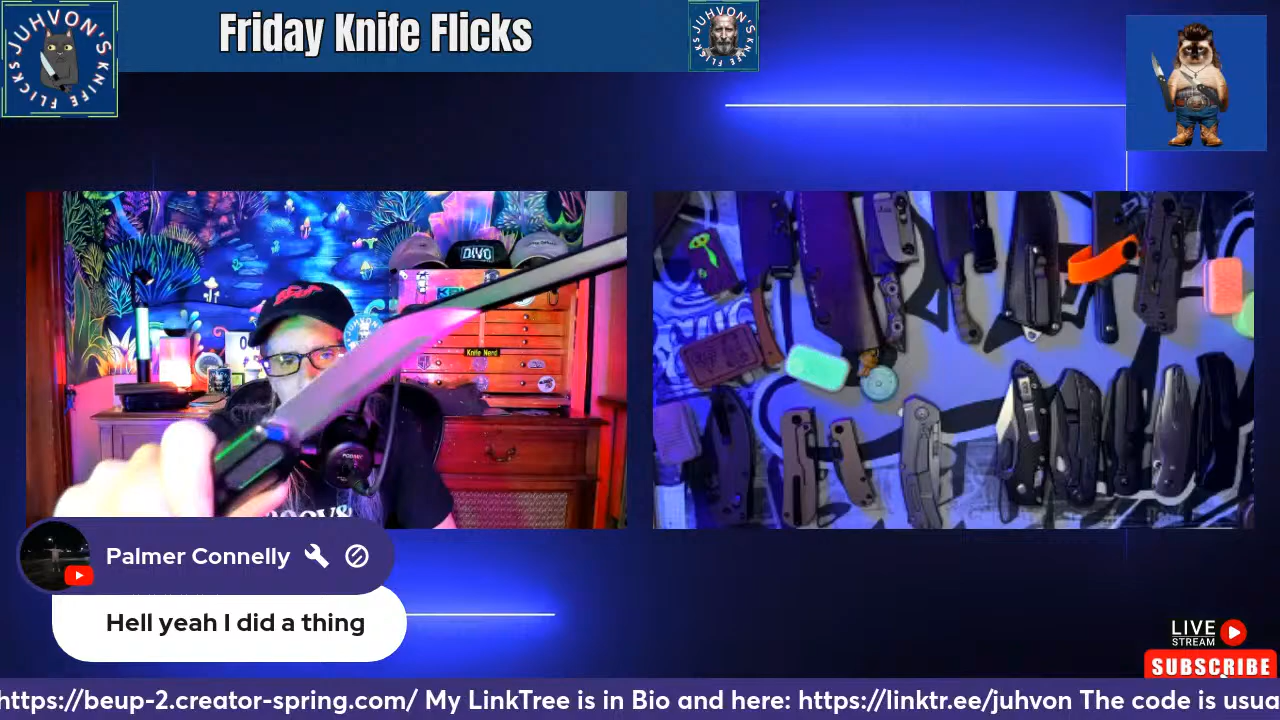 JUHVON'S
KNIFE FLICKS
Friday Knife Flicks
JUHVON'S
KNIFE FLICKS
DIVO
Knife Nerd
Palmer Connelly
Hell yeah I did a thing
LIVE
STREAM
SUBSCRIBE
https://beup-2.creator-spring.com/ My LinkTree is in Bio and here: https://linktr.ee/juhvon The code is usua